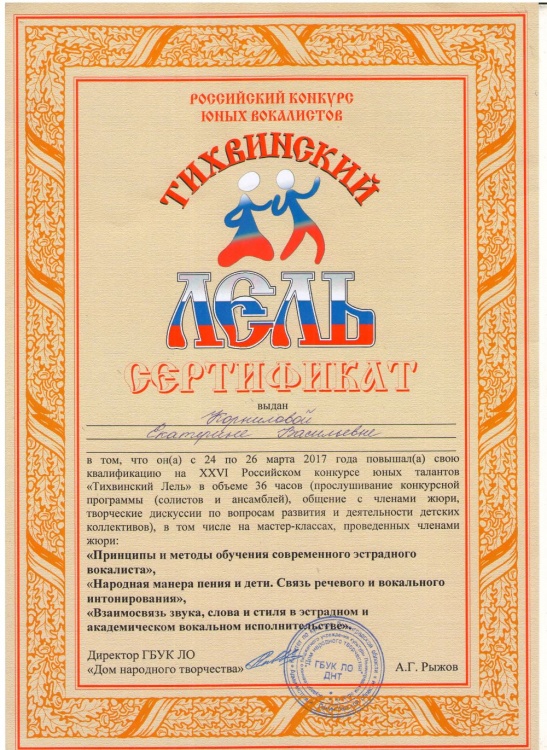 РОССИЙСКИЙ КОНКУРС
ЮНЫХ ВОКАЛИСТОВ
ТИХВИНСКИЙ
ЛЕЛЬ
СЕРТИФИКАТ
выдан
Корниловой
Екатерине Васильевне
в том, что он(а) с 24 по 26 марта 2017 года повышал(а) свою
квалификацию на XXVI Российском конкурсе юных талантов
«Тихвинский Лель» в объеме 36 часов (прослушивание конкурсной
программы (солистов и ансамблей), общение с членами жюри,
творческие дискуссии по вопросам развития и деятельности детских
коллективов), в том числе на мастер-классах, проведенных членами
жюри:
«Принципы и методы обучения современного эстрадного
вокалиста»,
«Народная манера пения и дети. Связь речевого и вокального
интонирования»,
«Взаимосвязь звука, слова и стиля в эстрадном и
академическом вокальном исполнительстве».
Директор ГБУК ЛО
«Дом народного творчества»
А.Г. Рыжов
ГБУК ЛО
ДНТ